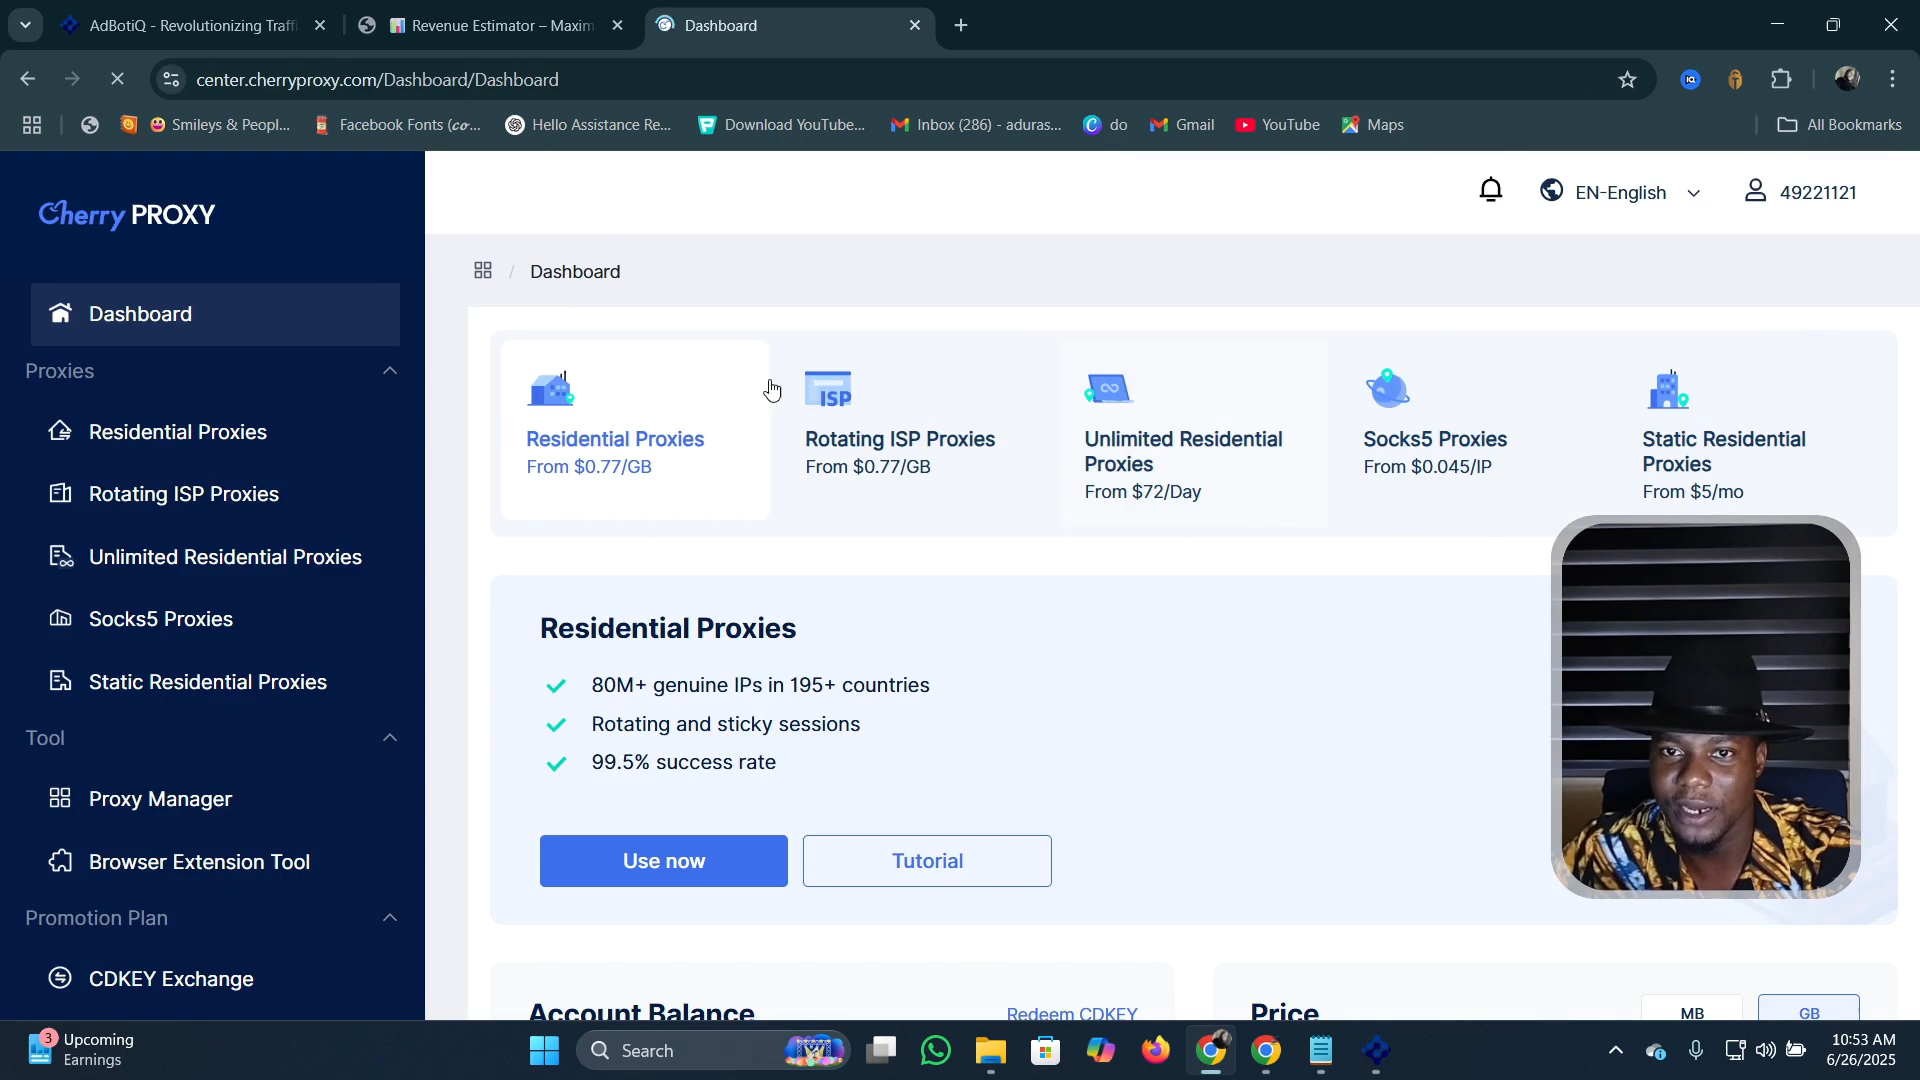 AdBotiQ - Revolutionizing Traffi
Revenue Estimator – Maxim
Dashboard
center.cherryproxy.com/Dashboard/Dashboard
Smileys & Peopl...
Facebook Fonts (𝒸ℴ...
Hello Assistance Re...
Download YouTube...
Inbox (286) - aduras...
do
Gmail
YouTube
Maps
All Bookmarks
Cherry PROXY
EN-English
49221121
Dashboard
Dashboard
Proxies
Residential Proxies
Rotating ISP Proxies
Unlimited Residential Proxies
Socks5 Proxies
Static Residential Proxies
Tool
Proxy Manager
Browser Extension Tool
Promotion Plan
CDKEY Exchange
Residential Proxies
From $0.77/GB
ISP
Rotating ISP Proxies
From $0.77/GB
Unlimited Residential
Proxies
From $72/Day
Socks5 Proxies
From $0.045/IP
Static Residential
Proxies
From $5/mo
Residential Proxies
80M+ genuine IPs in 195+ countries
Rotating and sticky sessions
99.5% success rate
Use now
Tutorial
Account Balance
Redeem CDKEY
Price
MB
GB
3
Upcoming
Earnings
Search
10:53 AM
6/26/2025